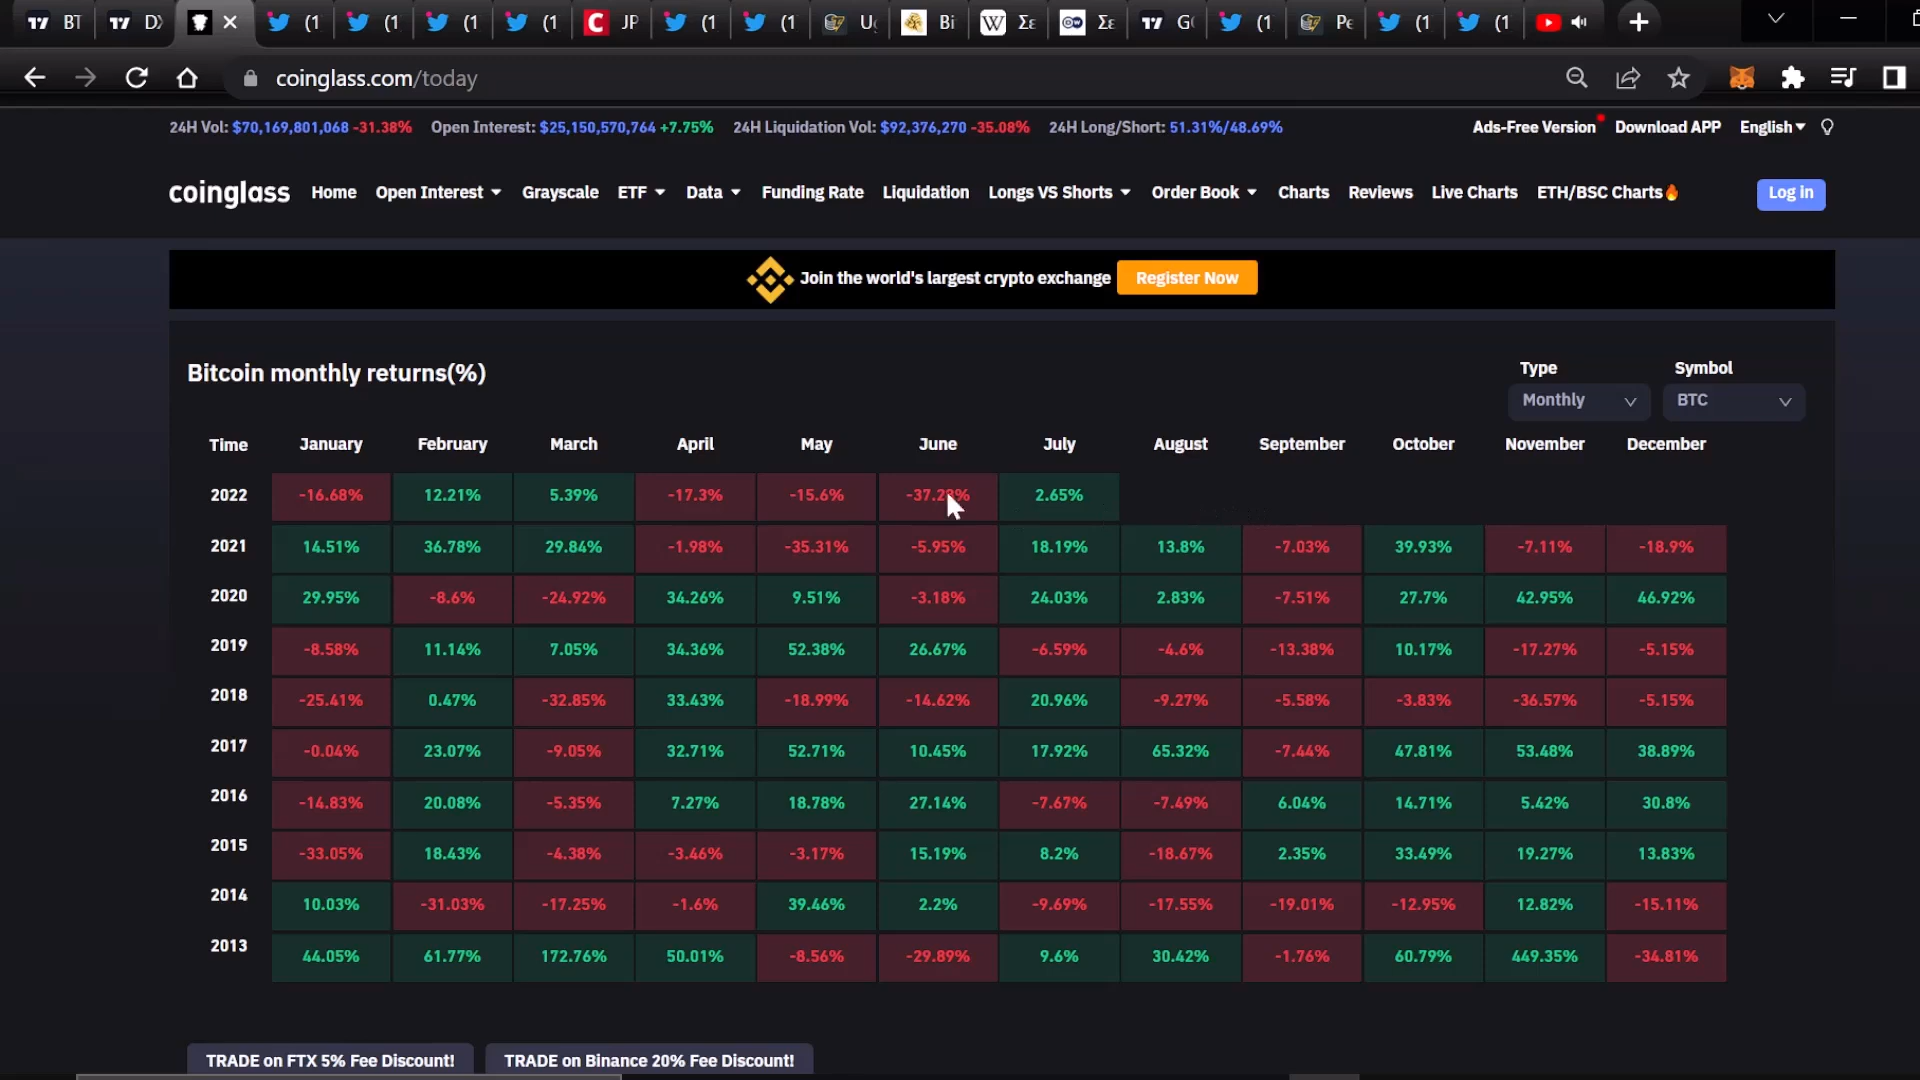 BT
DX
(1
(1
(1
(1
JP
(1
(1
Bi
Σε
Σε
(1
Pe
(1
(1
coinglass.com/today
24H Vol: $70,169,801,068 -31.38% Open Interest: $25,150,570,764 +7.75% 24H Liquidation Vol: $92,376,270 -35.08% 24H Long/Short: 51.31%/48.69% Ads-Free Version Download APP English
coinglass Home Open Interest Grayscale ETF Data Funding Rate Liquidation Longs VS Shorts Order Book Charts Reviews Live Charts ETH/BSC Charts🔥 Log in
Join the world's largest crypto exchange Register Now
Bitcoin monthly returns(%)
Type Symbol
Monthly BTC
Time January February March April May June July August September October November December
2022 -16.68% 12.21% 5.39% -17.3% -15.6% 2.65%
2021 14.51% 36.78% 29.84% -1.98% -35.31% -5.95% 18.19% 13.8% -7.03% 39.93% -7.11% -18.9%
2020 29.95% -8.6% -24.92% 34.26% 9.51% -3.18% 24.03% 2.83% -7.51% 27.7% 42.95% 46.92%
2019 -8.58% 11.14% 7.05% 34.36% 52.38% 26.67% -6.59% -4.6% -13.38% 10.17% -17.27% -5.15%
2018 -25.41% 0.47% -32.85% 33.43% -18.99% -14.62% 20.96% -9.27% -5.58% -3.83% -36.57% -5.15%
2017 -0.04% 23.07% -9.05% 32.71% 52.71% 10.45% 17.92% 65.32% -7.44% 47.81% 53.48% 38.89%
2016 -14.83% 20.08% -5.35% 7.27% 18.78% 27.14% -7.67% -7.49% 6.04% 14.71% 5.42% 30.8%
2015 -33.05% 18.43% -4.38% -3.46% -3.17% 15.19% 8.2% -18.67% 2.35% 33.49% 19.27% 13.83%
2014 10.03% -31.03% -17.25% -1.6% 39.46% 2.2% -9.69% -17.55% -19.01% -12.95% 12.82% -15.11%
2013 44.05% 61.77% 172.76% 50.01% -8.56% -29.89% 9.6% 30.42% -1.76% 60.79% 449.35% -34.81%
TRADE on FTX 5% Fee Discount! TRADE on Binance 20% Fee Discount!